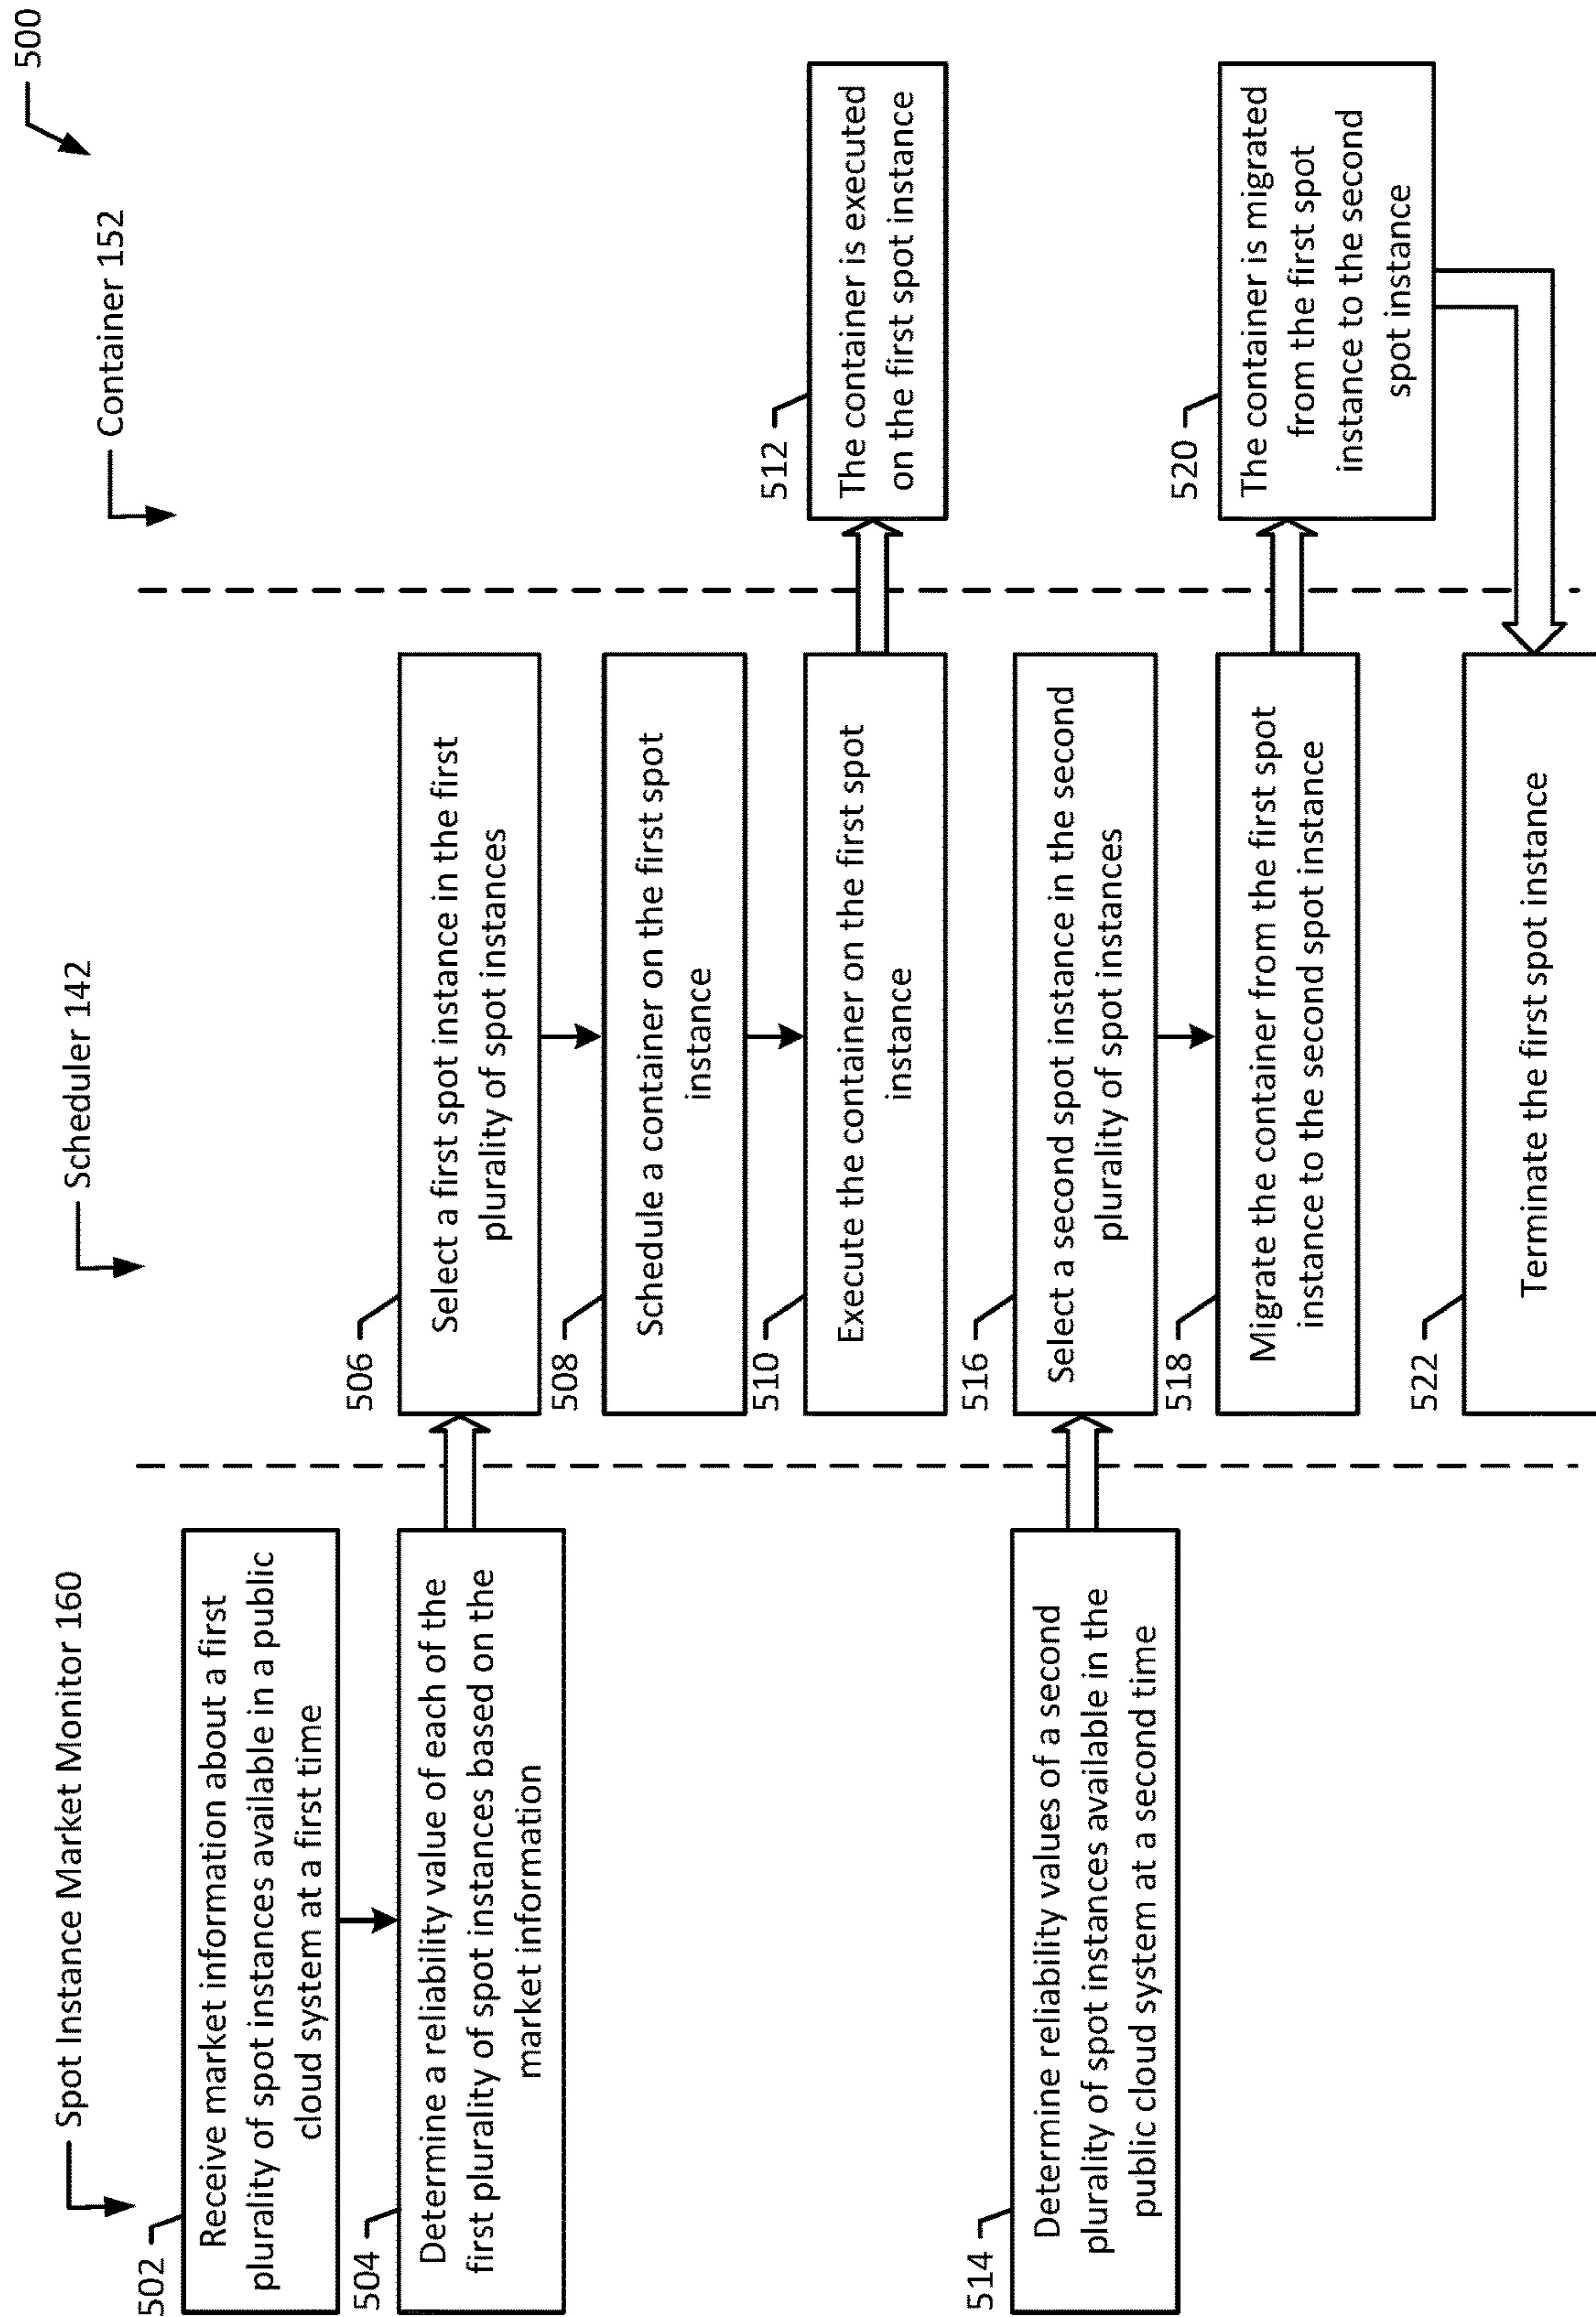 500
Spot Instance Market Monitor 160
Scheduler 142
Container 152
502
Receive market information about a first
plurality of spot instances available in a public
cloud system at a first time
504
Determine a reliability value of each of the
first plurality of spot instances based on the
market information
506
Select a first spot instance in the first
plurality of spot instances
508
Schedule a container on the first spot
instance
510
Execute the container on the first spot
instance
512
The container is executed
on the first spot instance
514
Determine reliability values of a second
plurality of spot instances available in the
public cloud system at a second time
516
Select a second spot instance in the second
plurality of spot instances
518
Migrate the container from the first spot
instance to the second spot instance
520
The container is migrated
from the first spot
instance to the second
spot instance
522
Terminate the first spot instance